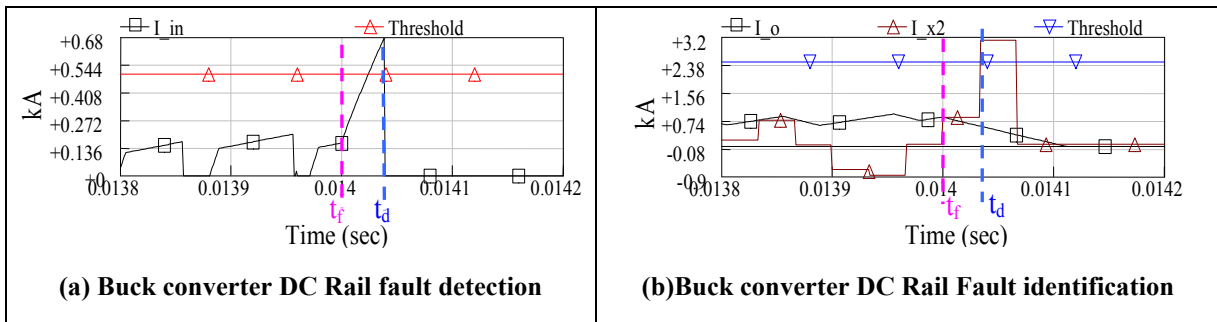 I_in Threshold
+0.68
+0.544
+0.408
+0.272
+0.136
+0
kA
0.0138 0.0139 0.014 0.0141 0.0142
t_f t_d
Time (sec)
(a) Buck converter DC Rail fault detection
I_o I_x2 Threshold
+3.2
+2.38
+1.56
+0.74
-0.08
-0.9
kA
0.0138 0.0139 0.014 0.0141 0.0142
t_f t_d
Time (sec)
(b)Buck converter DC Rail Fault identification